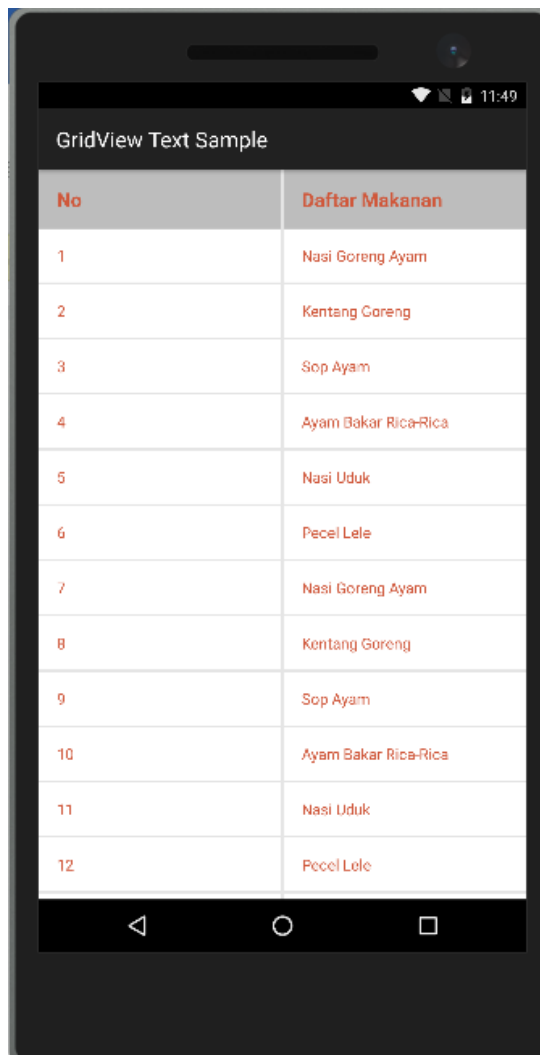 11:49
GridView Text Sample
No Daftar Makanan
1 Nasi Goreng Ayam
2 Kentang Goreng
3 Sop Ayam
4 Ayam Bakar Rica-Rica
5 Nasi Uduk
6 Pecel Lele
7 Nasi Goreng Ayam
8 Kentang Goreng
9 Sop Ayam
10 Ayam Bakar Rica-Rica
11 Nasi Uduk
12 Pecel Lele